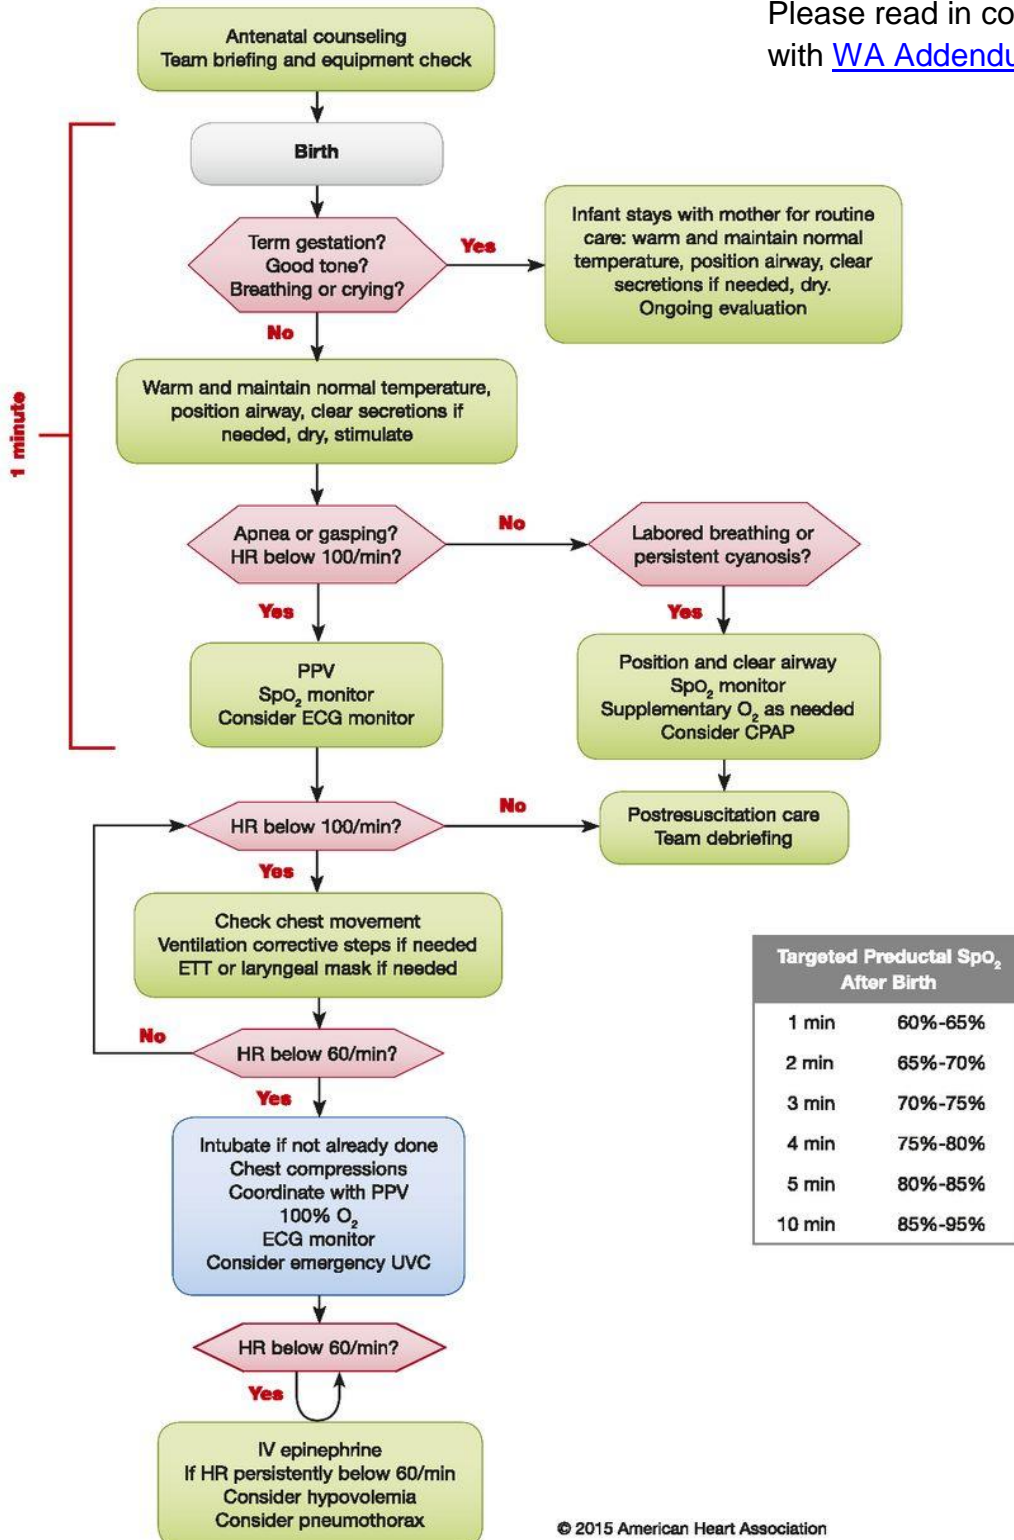 Please read in co
with WA Addendu
Antenatal counseling
Team briefing and equipment check
Birth
Term gestation?
Good tone?
Breathing or crying?
Yes
Infant stays with mother for routine
care: warm and maintain normal
temperature, position airway, clear
secretions if needed, dry.
Ongoing evaluation
No
1 minute
Warm and maintain normal temperature,
position airway, clear secretions if
needed, dry, stimulate
Apnea or gasping?
HR below 100/min?
No
Labored breathing or
persistent cyanosis?
Yes
Yes
PPV
SpO₂ monitor
Consider ECG monitor
Position and clear airway
SpO₂ monitor
Supplementary O₂ as needed
Consider CPAP
HR below 100/min?
No
Postresuscitation care
Team debriefing
Yes
Check chest movement
Ventilation corrective steps if needed
ETT or laryngeal mask if needed
No
HR below 60/min?
Yes
Intubate if not already done
Chest compressions
Coordinate with PPV
100% O₂
ECG monitor
Consider emergency UVC
HR below 60/min?
Yes
IV epinephrine
If HR persistently below 60/min
Consider hypovolemia
Consider pneumothorax
Targeted Preductal SpO₂
After Birth
1 min 60%-65%
2 min 65%-70%
3 min 70%-75%
4 min 75%-80%
5 min 80%-85%
10 min 85%-95%
© 2015 American Heart Association